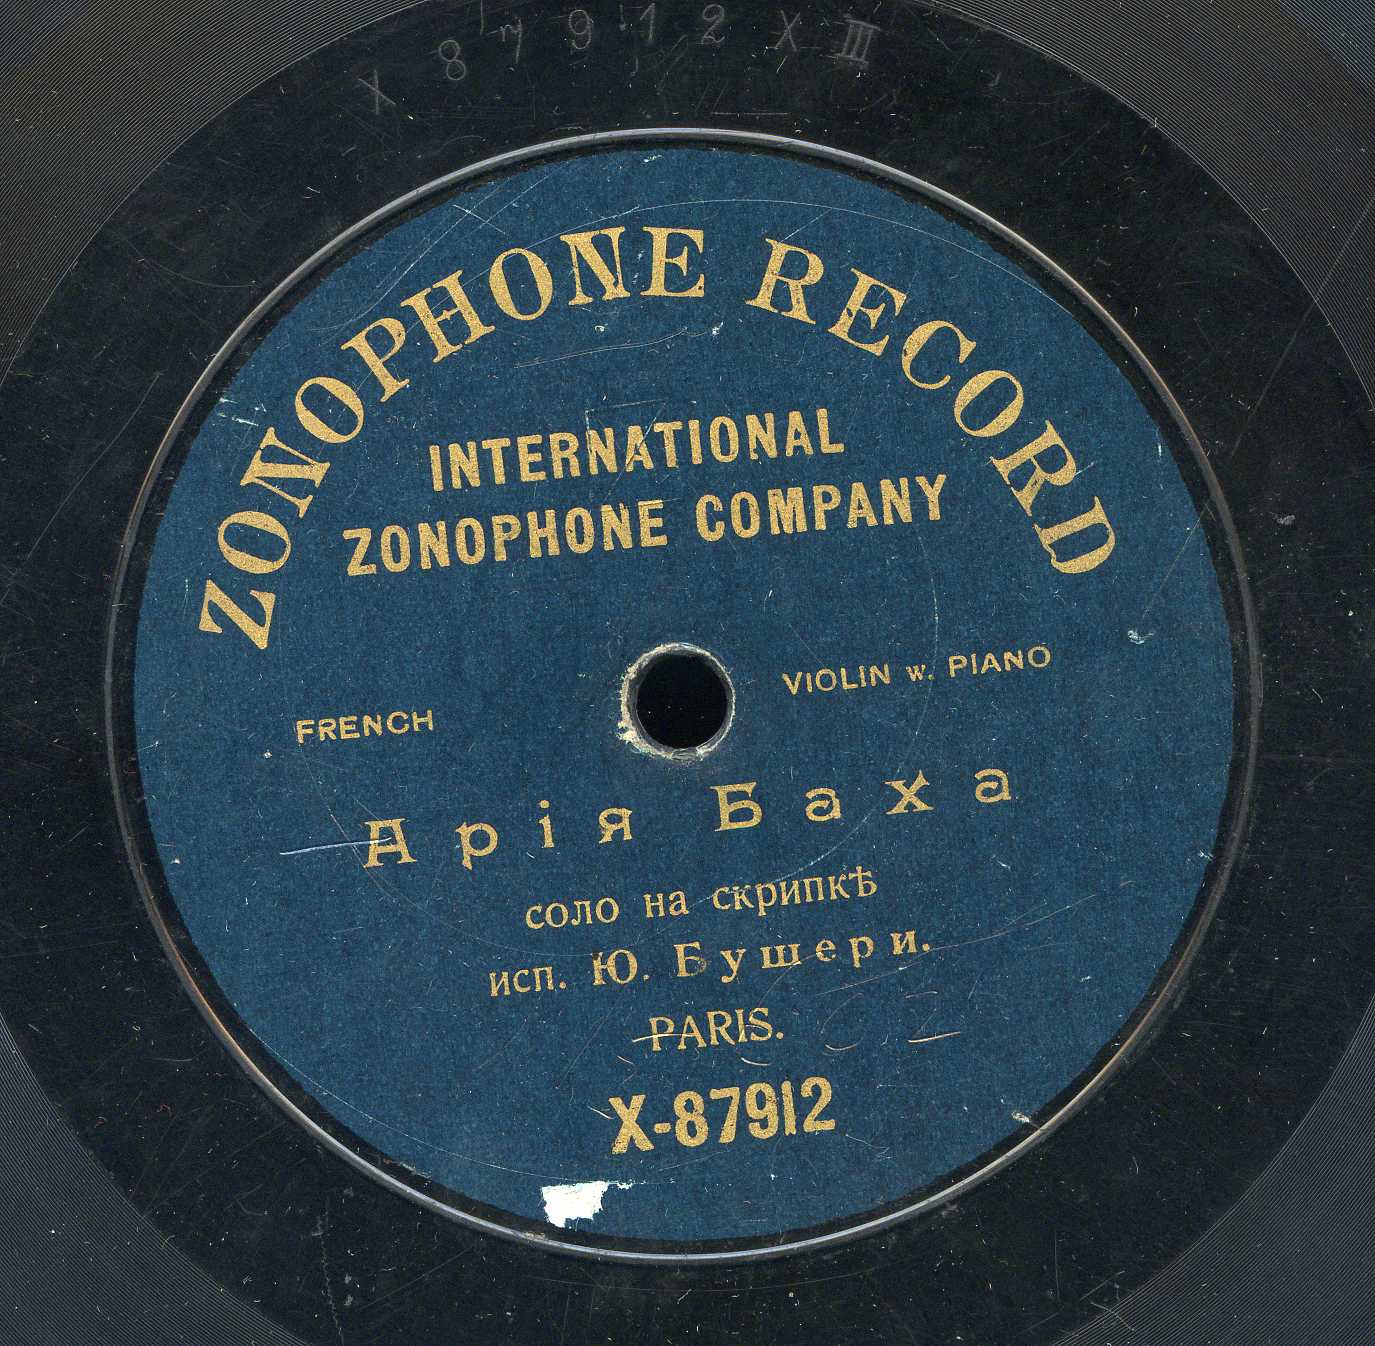 X 87912 X III
ZONOPHONE RECORD
INTERNATIONAL
ZONOPHONE COMPANY
FRENCH
VIOLIN w. PIANO
Арія Баха
соло на скрипкѣ
исп. Ю. Бушери.
PARIS.
X-87912